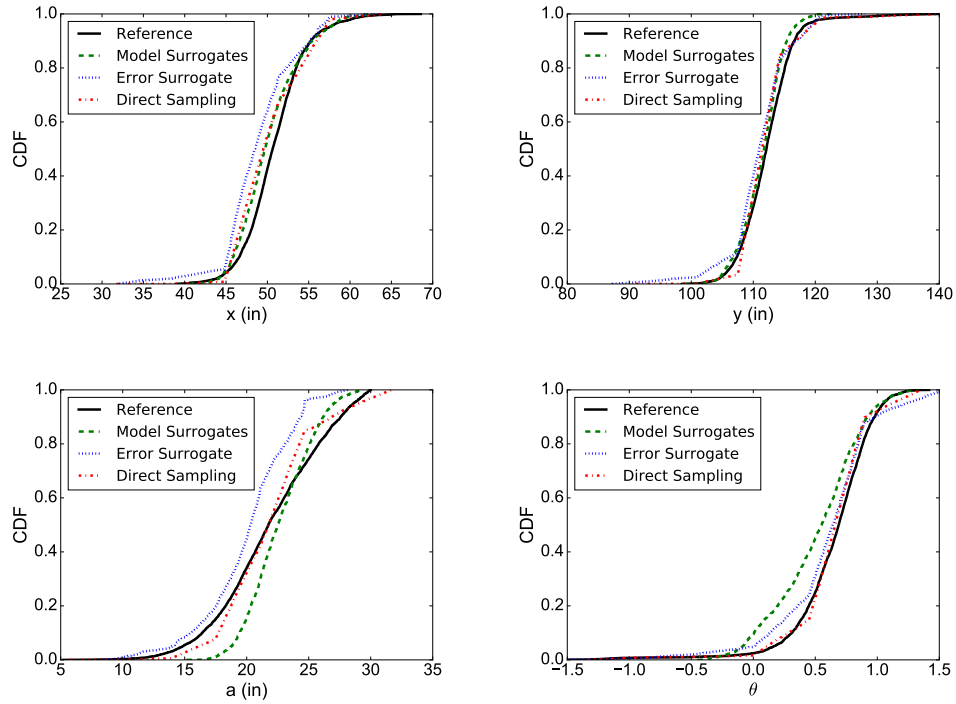 1.0
0.8
0.6
0.4
0.2
0.0
CDF
Reference
Model Surrogates
Error Surrogate
Direct Sampling
25 30 35 40 45 50 55 60 65 70
x (in)
1.0
0.8
0.6
0.4
0.2
0.0
CDF
Reference
Model Surrogates
Error Surrogate
Direct Sampling
80 90 100 110 120 130 140
y (in)
1.0
0.8
0.6
0.4
0.2
0.0
CDF
Reference
Model Surrogates
Error Surrogate
Direct Sampling
5 10 15 20 25 30 35
a (in)
1.0
0.8
0.6
0.4
0.2
0.0
CDF
Reference
Model Surrogates
Error Surrogate
Direct Sampling
−1.5 −1.0 −0.5 0.0 0.5 1.0 1.5
θ